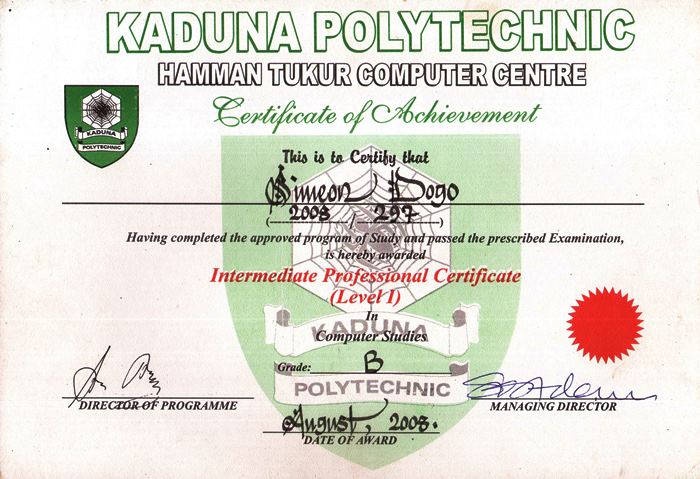 KADUNA POLYTECHNIC
HAMMAN TUKUR COMPUTER CENTRE
Certificate of Achievement
KADUNA
POLYTECHNIC
This is to Certify that
Simeon Dogo
(2008 / 297)
Having completed the approved program of Study and passed the prescribed Examination,
is hereby awarded
Intermediate Professional Certificate
(Level I)
In
KADUNA
Computer Studies
Grade: B
POLYTECHNIC
DIRECTOR OF PROGRAMME
MANAGING DIRECTOR
August, 2008.
DATE OF AWARD